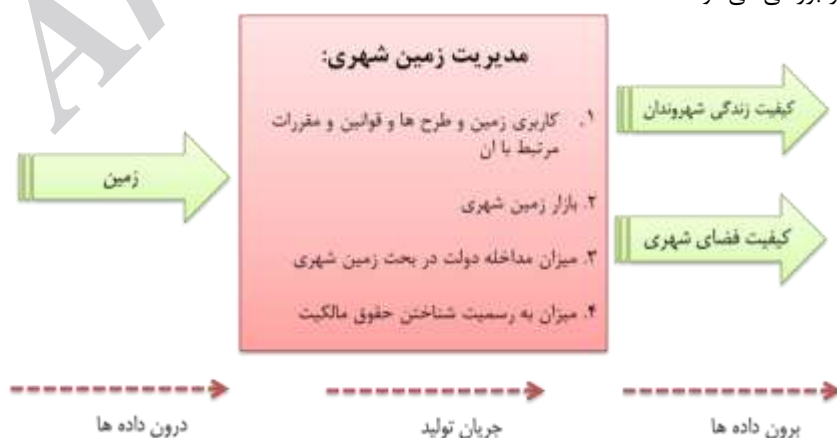 مدیریت زمین شهری:
۱. کاربری زمین و طرح ها و قوانین و مقررات
مرتبط با ان
۲. بازار زمین شهری
۳. میزان مداخله دولت در بحث زمین شهری
۴. میزان به رسمیت شناختن حقوق مالکیت
زمین
کیفیت زندگی شهروندان
کیفیت فضای شهری
درون داده ها
جریان تولید
برون داده ها